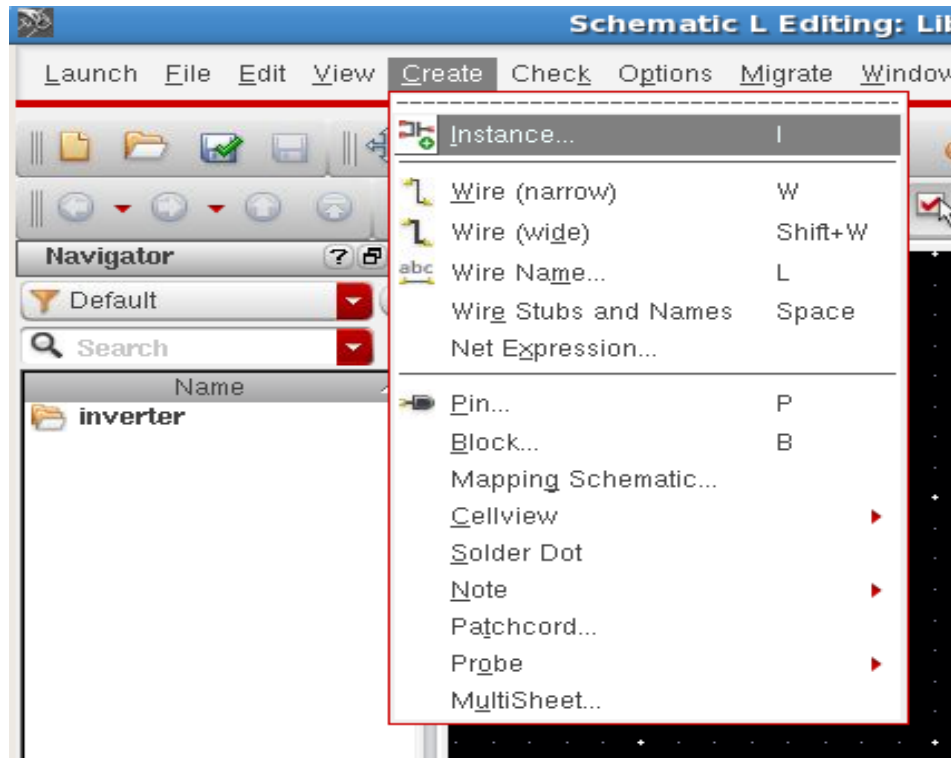 Schematic L Editing: Lib
Launch File Edit View Create Check Options Migrate Window
Instance... I
Wire (narrow) W
Wire (wide) Shift+W
abc Wire Name... L
Wire Stubs and Names Space
Net Expression...
Pin... P
Block... B
Mapping Schematic...
Cellview
Solder Dot
Note
Patchcord...
Probe
MultiSheet...
Navigator ?
Default
Search
Name
inverter